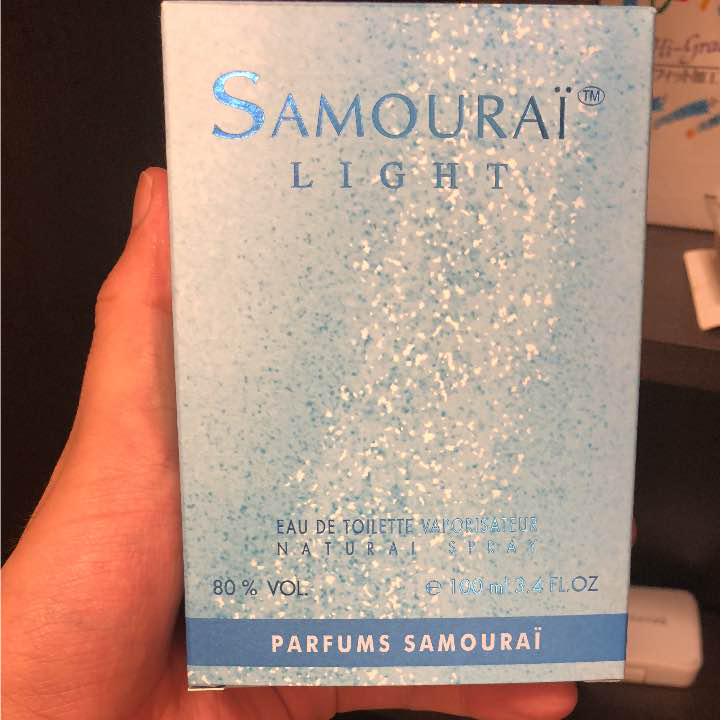 SAMOURAÏ™
LIGHT
EAU DE TOILETTE VAPORISATEUR
NATURAL SPRAY
80% VOL. ℮ 100 ml 3.4 FL.OZ
PARFUMS SAMOURAÏ